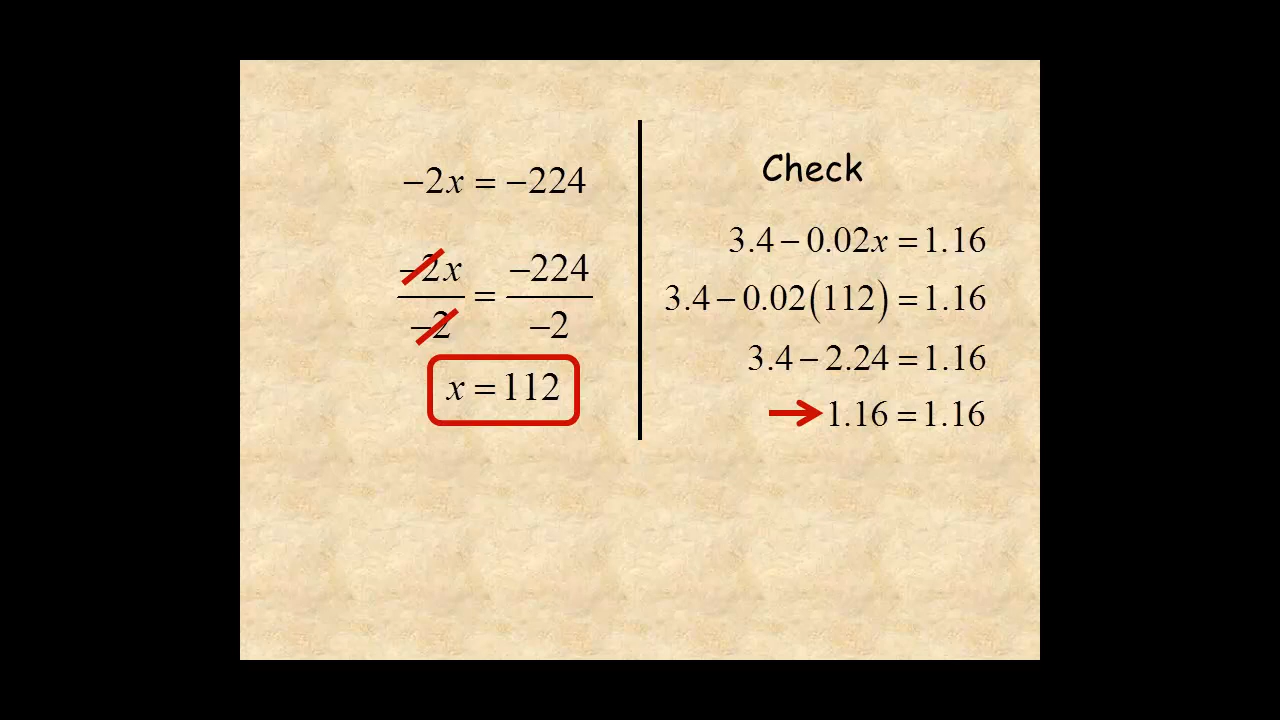 −2x = −224
−2x/−2 = −224/−2
x = 112
Check
3.4 − 0.02x = 1.16
3.4 − 0.02(112) = 1.16
3.4 − 2.24 = 1.16
→ 1.16 = 1.16